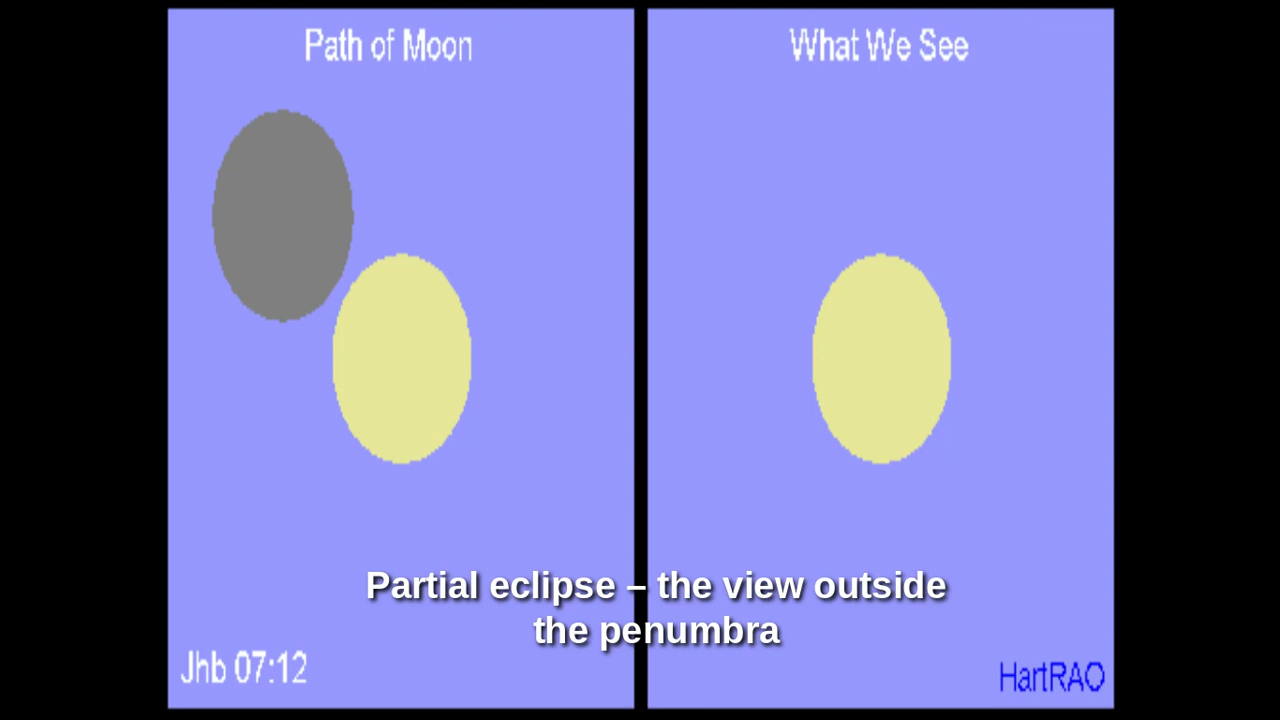 Path of Moon
What We See
Partial eclipse – the view outside
the penumbra
Jhb 07:12
HartRAO